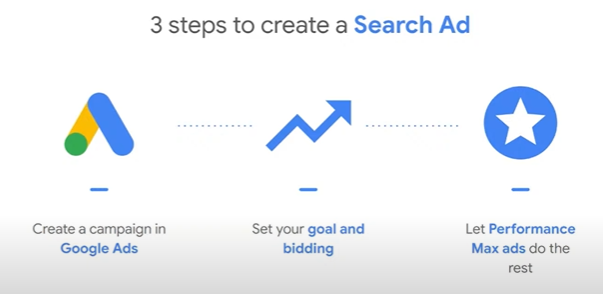 3 steps to create a Search Ad
Create a campaign in
Google Ads
Set your goal and
bidding
Let Performance
Max ads do the
rest